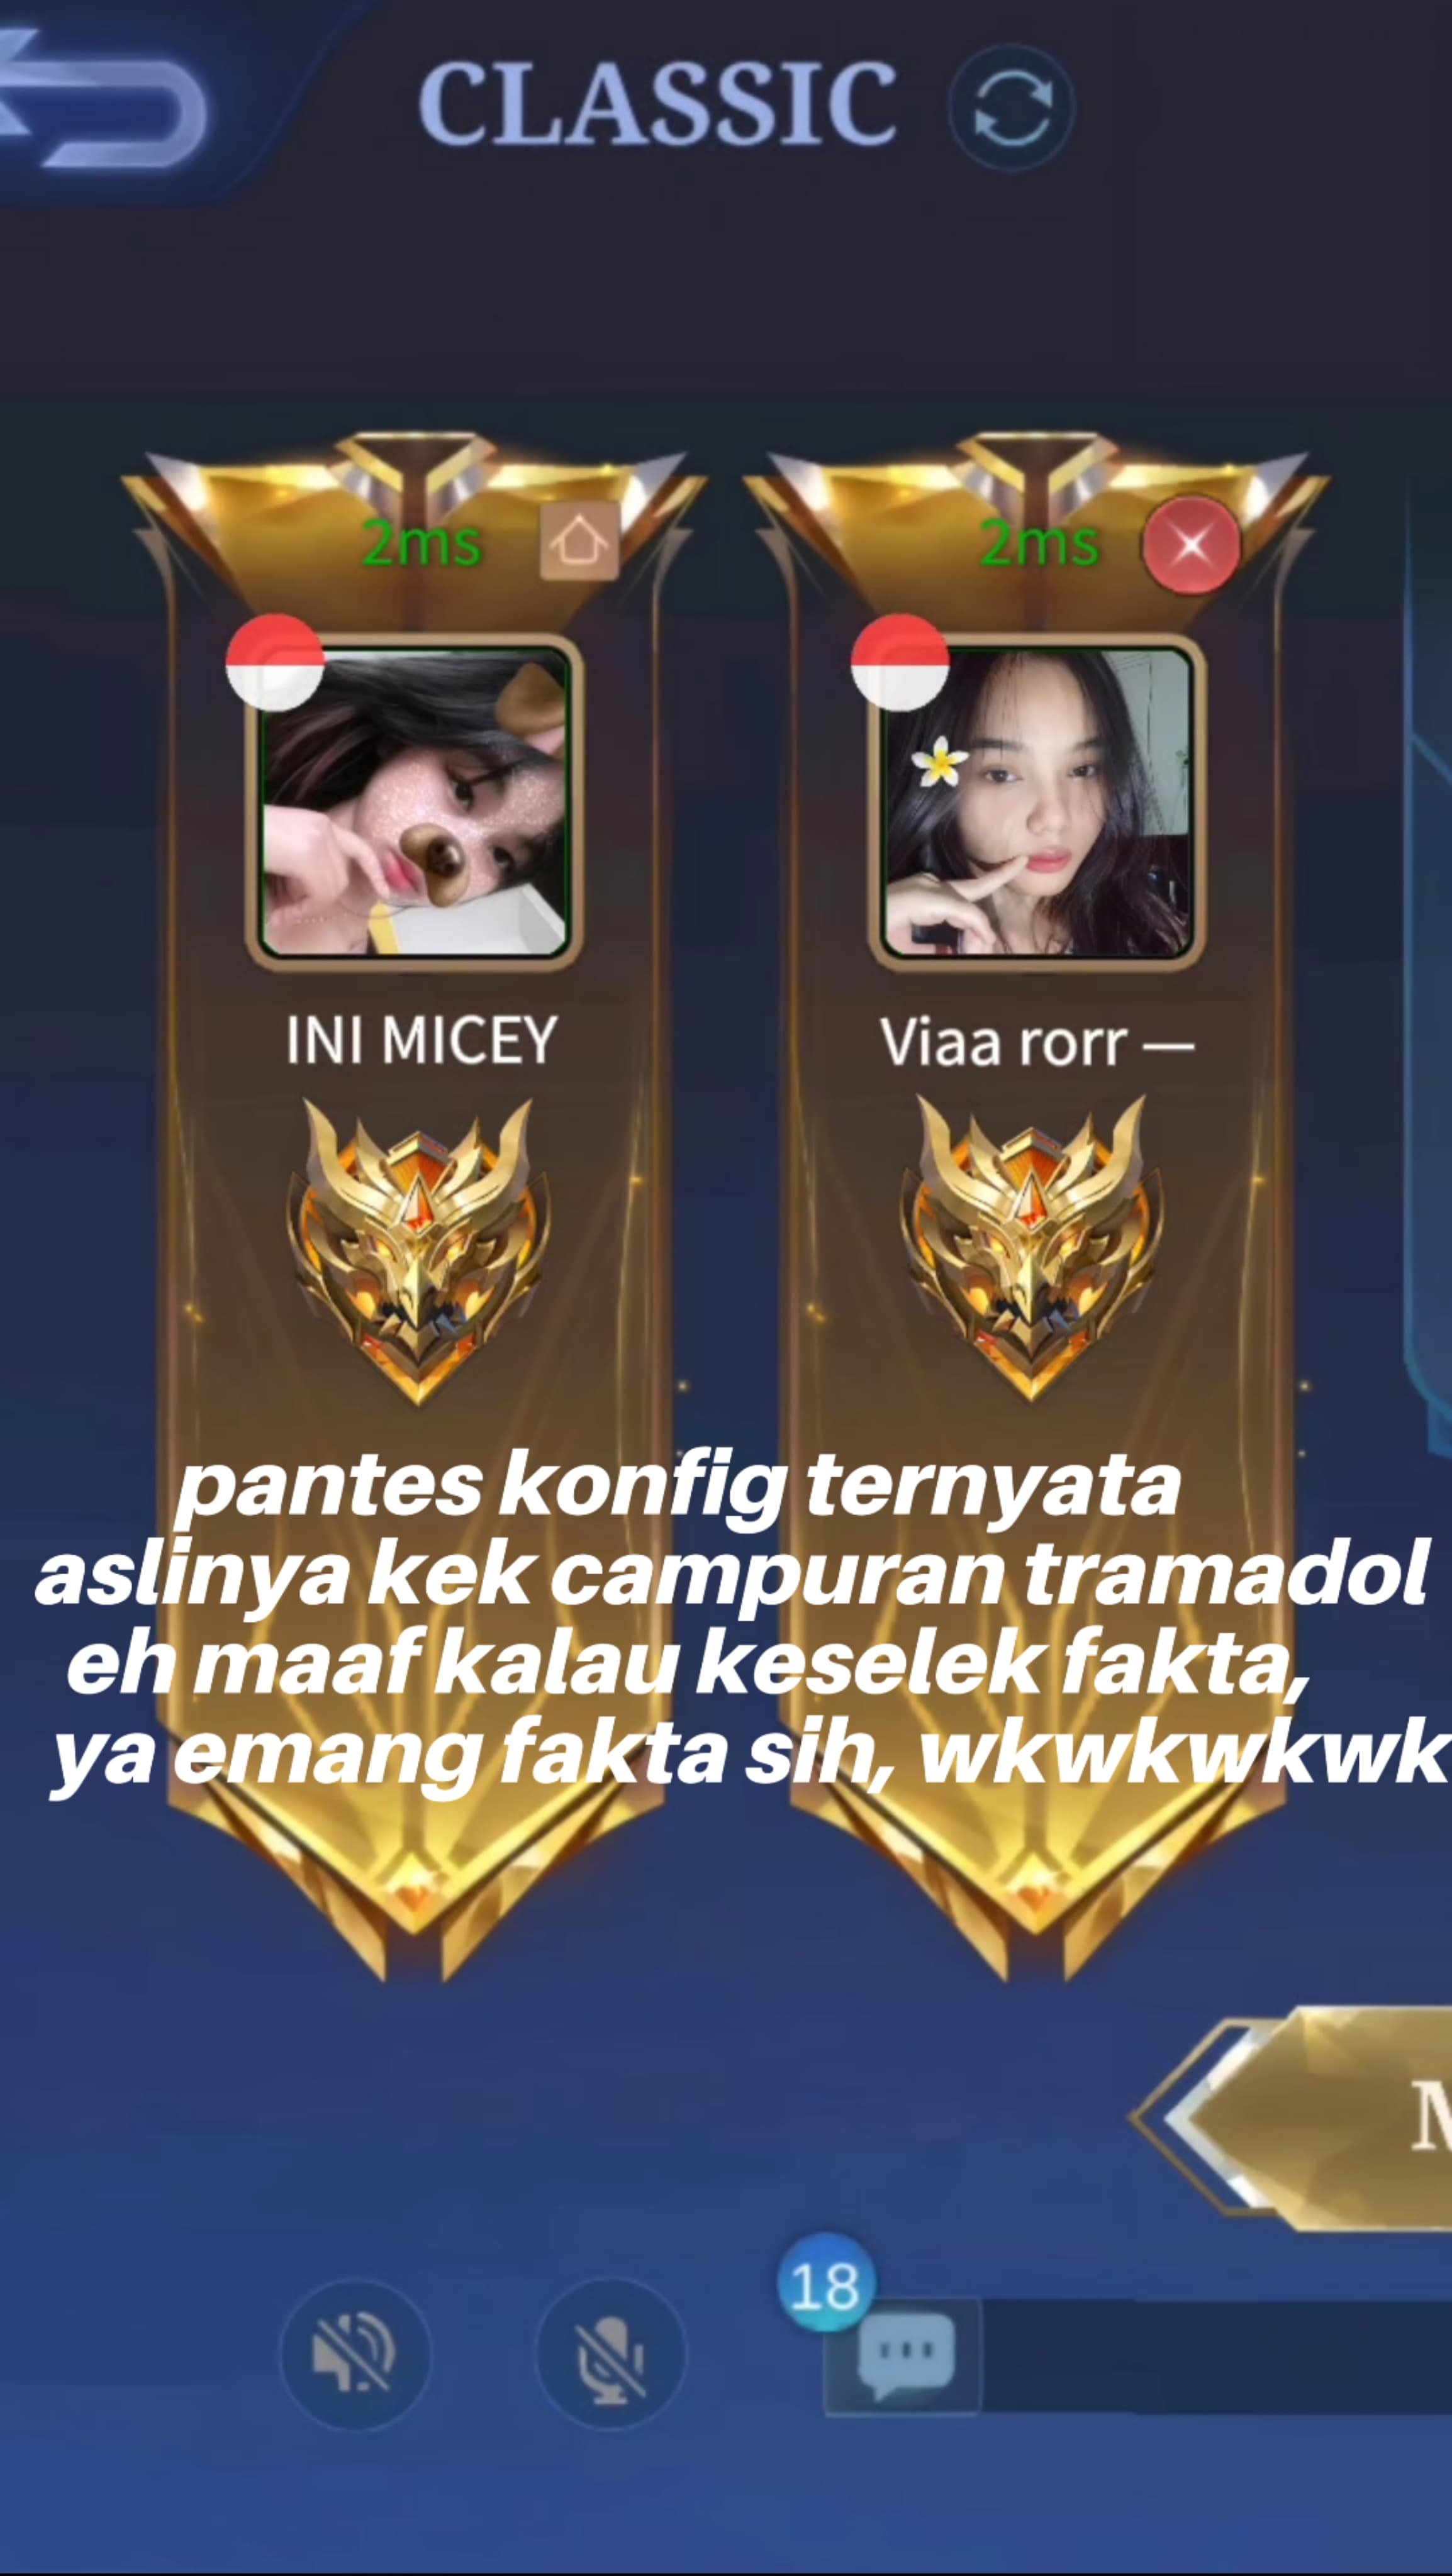 CLASSIC
2ms
2ms
INI MICEY
Viaa rorr —
pantes konfig ternyata
aslinya kek campuran tramadol
eh maaf kalau keselek fakta,
ya emang fakta sih, wkwkwkwk
18